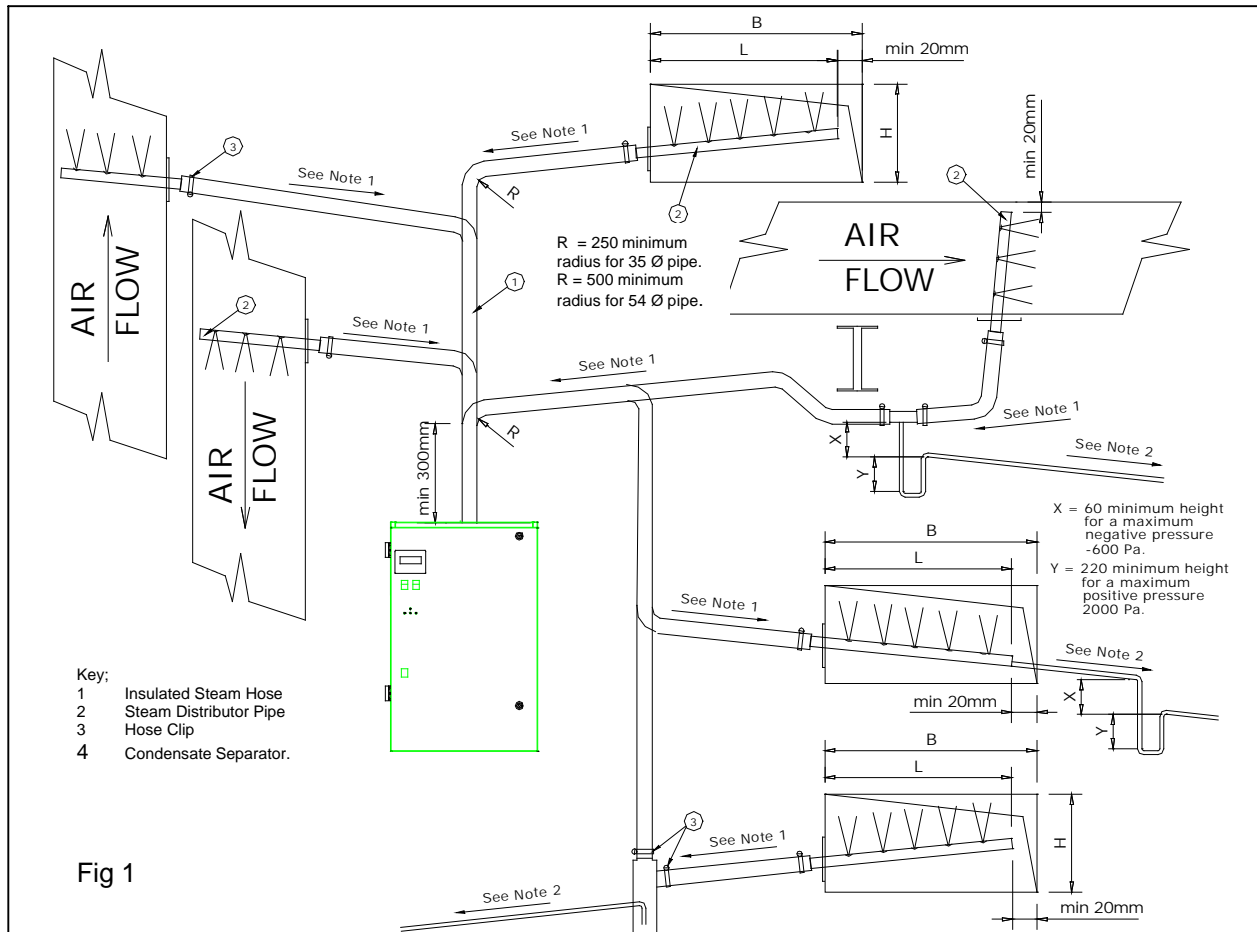 B
L
min 20mm
H
See Note 1
3
See Note 1
R
2
R = 250 minimum
radius for 35 Ø pipe.
R = 500 minimum
radius for 54 Ø pipe.
1
2
min 20mm
AIR
FLOW
AIR
FLOW
2
See Note 1
AIR
FLOW
See Note 1
R
min 300mm
See Note 1
X
Y
See Note 2
X = 60 minimum height
for a maximum
negative pressure
-600 Pa.
Y = 220 minimum height
for a maximum
positive pressure
2000 Pa.
B
L
See Note 1
See Note 2
X
Y
min 20mm
Key;
1 Insulated Steam Hose
2 Steam Distributor Pipe
3 Hose Clip
4 Condensate Separator.
B
L
H
3
See Note 1
min 20mm
See Note 2
Fig 1